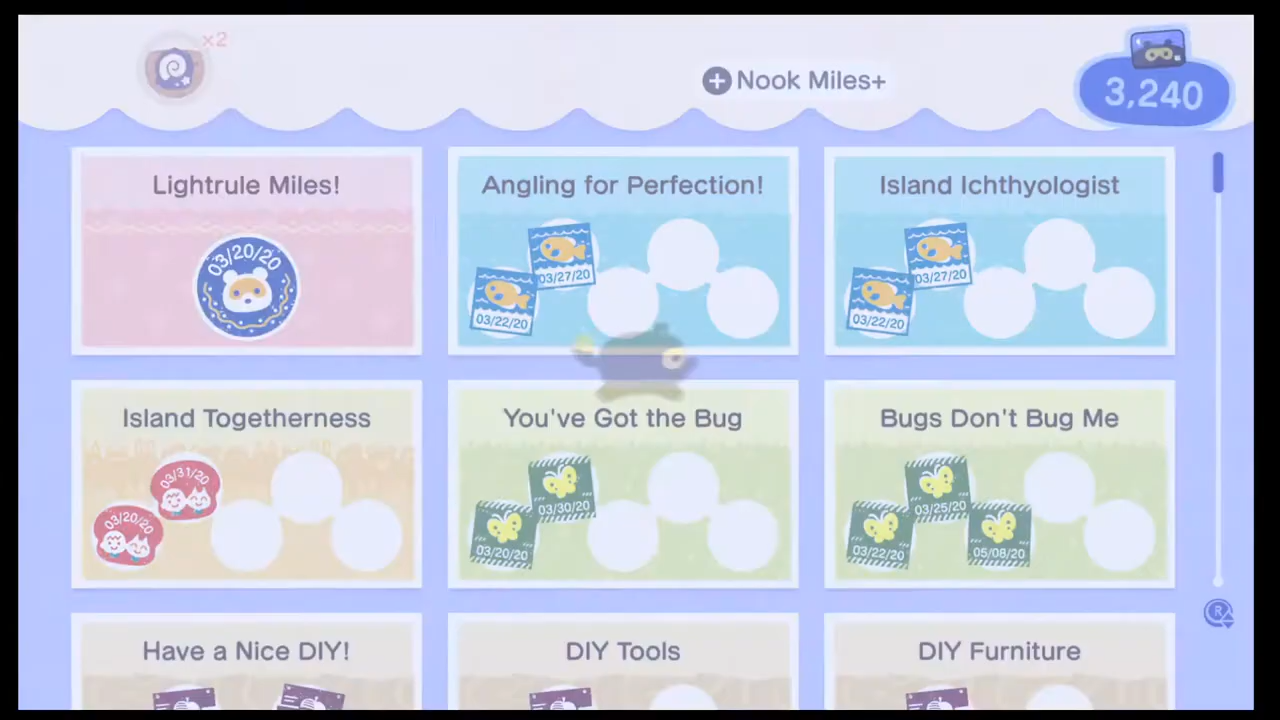 x2
Nook Miles+
3,240
Lightrule Miles!
03/20/20
Angling for Perfection!
03/22/20
03/27/20
Island Ichthyologist
03/22/20
03/27/20
Island Togetherness
03/20/20
03/31/20
You've Got the Bug
03/20/20
03/30/20
Bugs Don't Bug Me
03/22/20
03/25/20
05/08/20
R
Have a Nice DIY!
DIY Tools
DIY Furniture